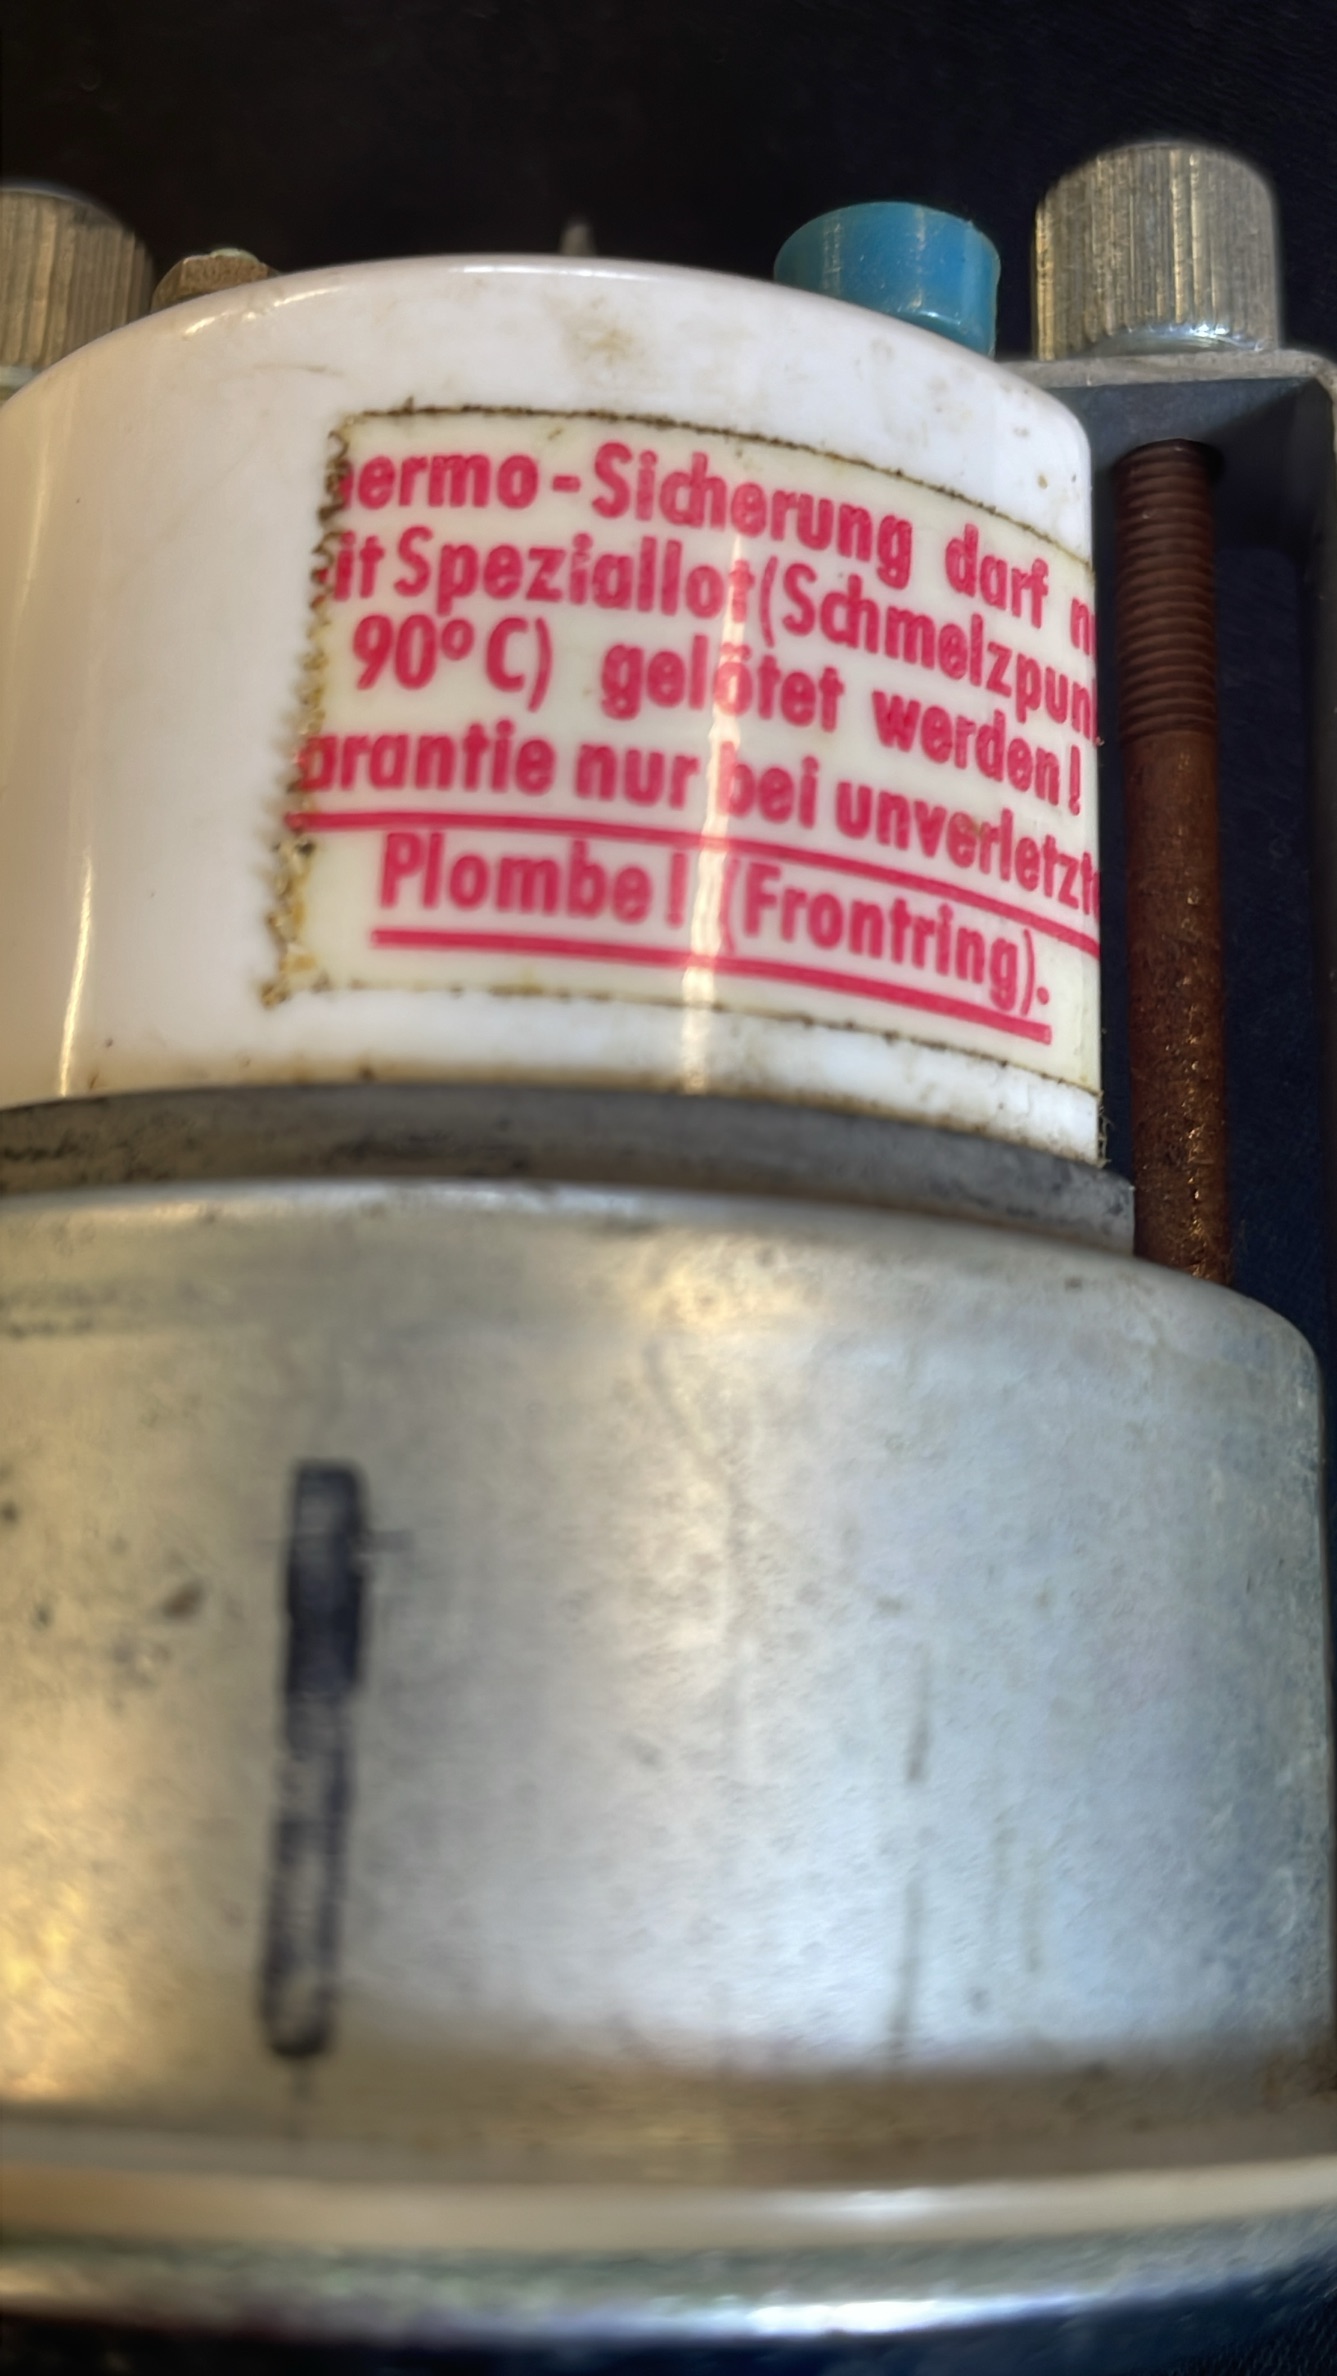 ermo-Sicherung darf n
it Speziallot (Schmelzpun
90°C) gelötet werden!
arantie nur bei unverletzt
Plombe! (Frontring).